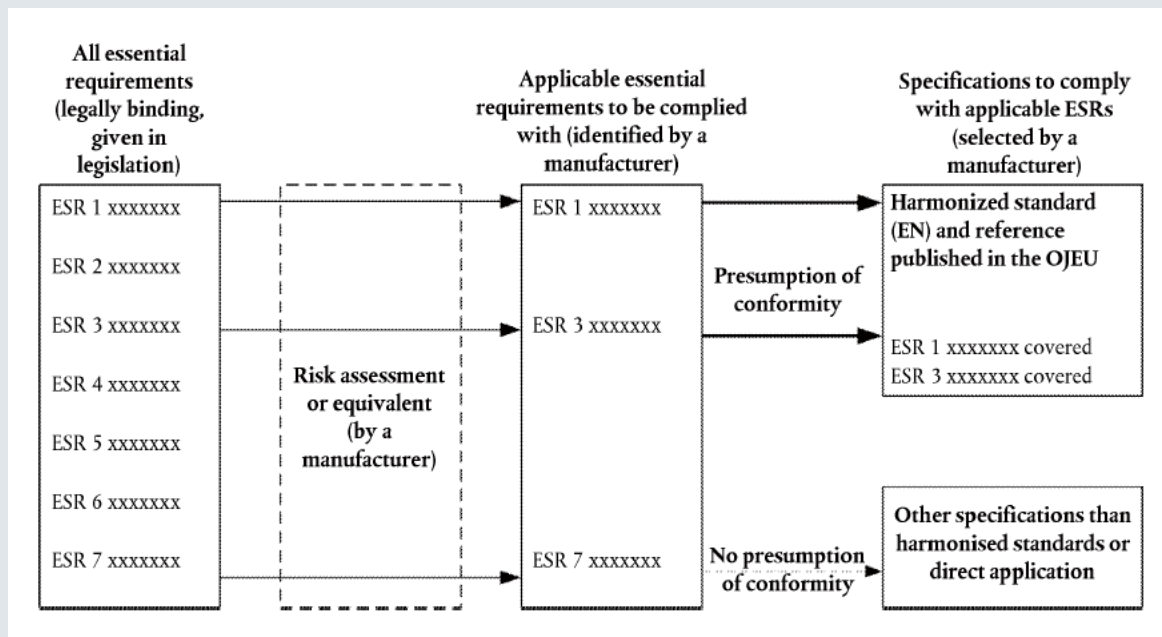 All essential
requirements
(legally binding,
given in
legislation)
ESR 1 xxxxxxx
ESR 2 xxxxxxx
ESR 3 xxxxxxx
ESR 4 xxxxxxx
ESR 5 xxxxxxx
ESR 6 xxxxxxx
ESR 7 xxxxxxx
Risk assessment
or equivalent
(by a
manufacturer)
Applicable essential
requirements to be complied
with (identified by a
manufacturer)
ESR 1 xxxxxxx
ESR 3 xxxxxxx
ESR 7 xxxxxxx
Presumption of
conformity
No presumption
of conformity
Specifications to comply
with applicable ESRs
(selected by a
manufacturer)
Harmonized standard
(EN) and reference
published in the OJEU
ESR 1 xxxxxxx covered
ESR 3 xxxxxxx covered
Other specifications than
harmonised standards or
direct application